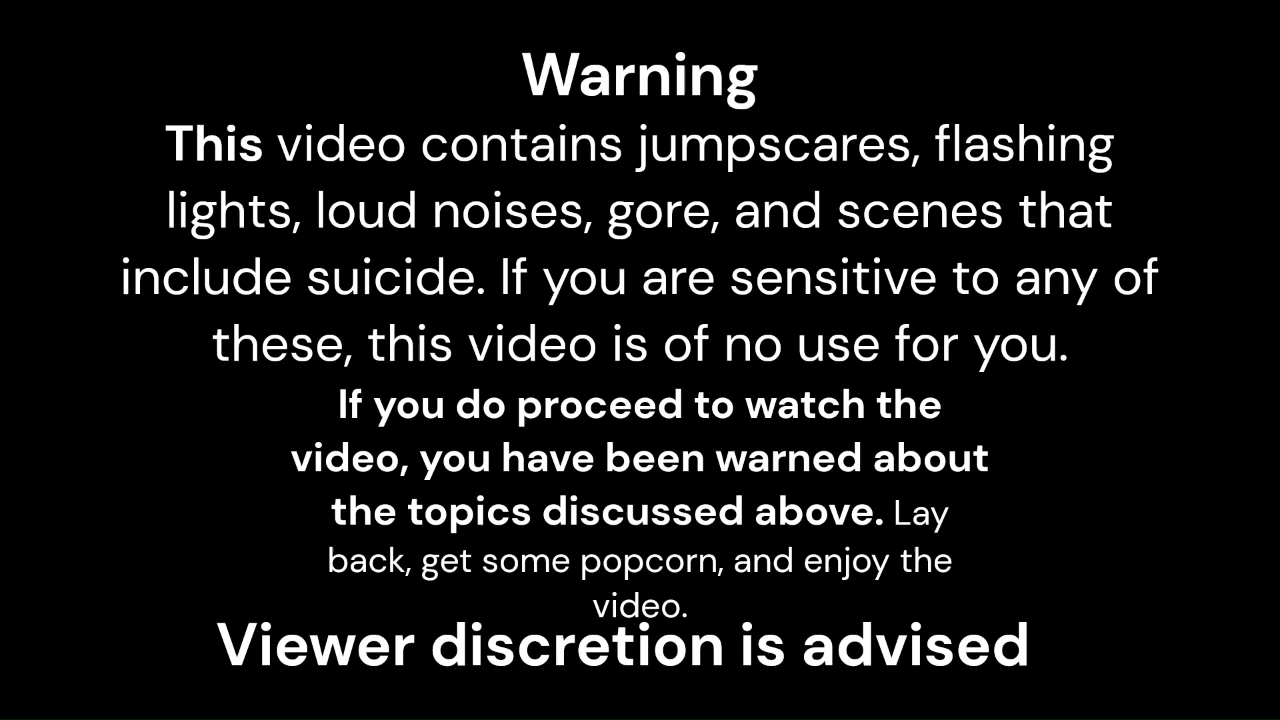 Warning
This video contains jumpscares, flashing
lights, loud noises, gore, and scenes that
include suicide. If you are sensitive to any of
these, this video is of no use for you.
If you do proceed to watch the
video, you have been warned about
the topics discussed above. Lay
back, get some popcorn, and enjoy the
video.
Viewer discretion is advised